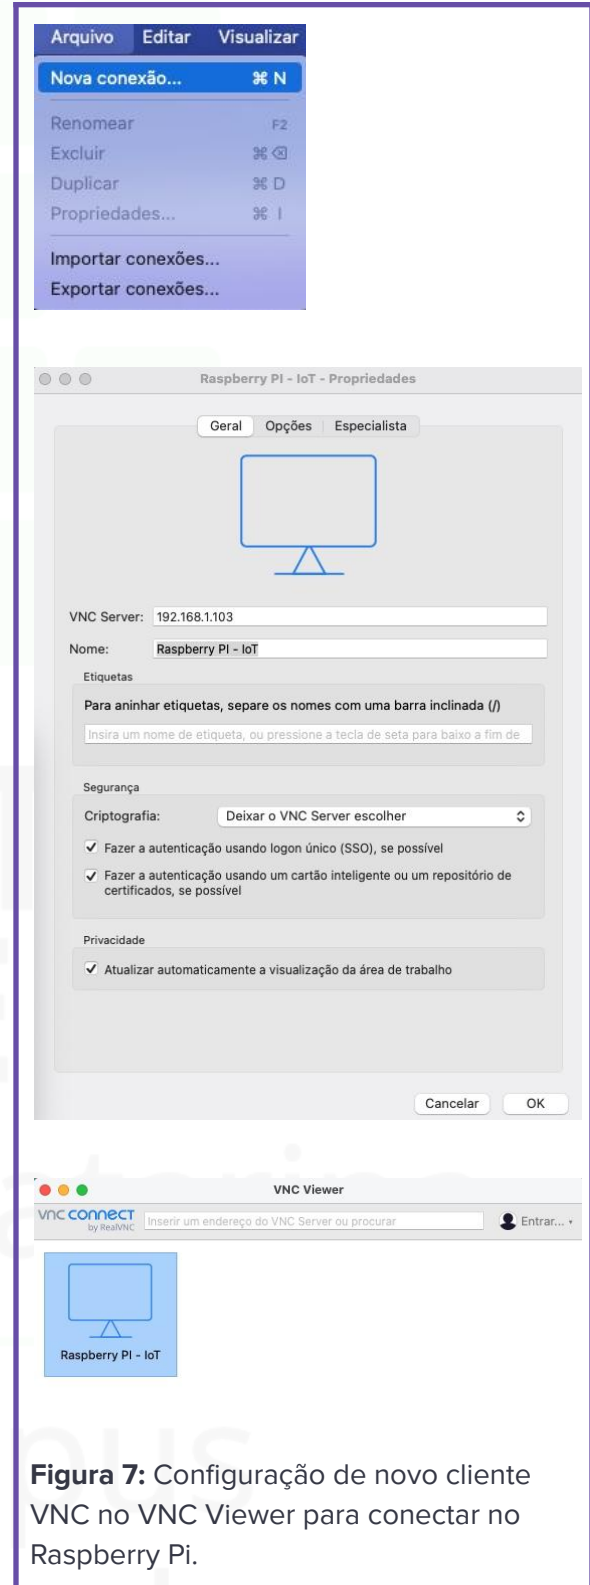 Arquivo Editar Visualizar
Nova conexão... ⌘ N
Renomear F2
Excluir ⌘ ⌫
Duplicar ⌘ D
Propriedades... ⌘ I
Importar conexões...
Exportar conexões...
Raspberry PI - IoT - Propriedades
Geral Opções Especialista
VNC Server: 192.168.1.103
Nome: Raspberry PI - IoT
Etiquetas
Para aninhar etiquetas, separe os nomes com uma barra inclinada (/)
Insira um nome de etiqueta, ou pressione a tecla de seta para baixo a fim de
Segurança
Criptografia: Deixar o VNC Server escolher
Fazer a autenticação usando logon único (SSO), se possível
Fazer a autenticação usando um cartão inteligente ou um repositório de
certificados, se possível
Privacidade
Atualizar automaticamente a visualização da área de trabalho
Cancelar OK
VNC Viewer
vnc connect
by RealVNC
Inserir um endereço do VNC Server ou procurar
Entrar...
Raspberry PI - IoT
Figura 7: Configuração de novo cliente
VNC no VNC Viewer para conectar no
Raspberry Pi.